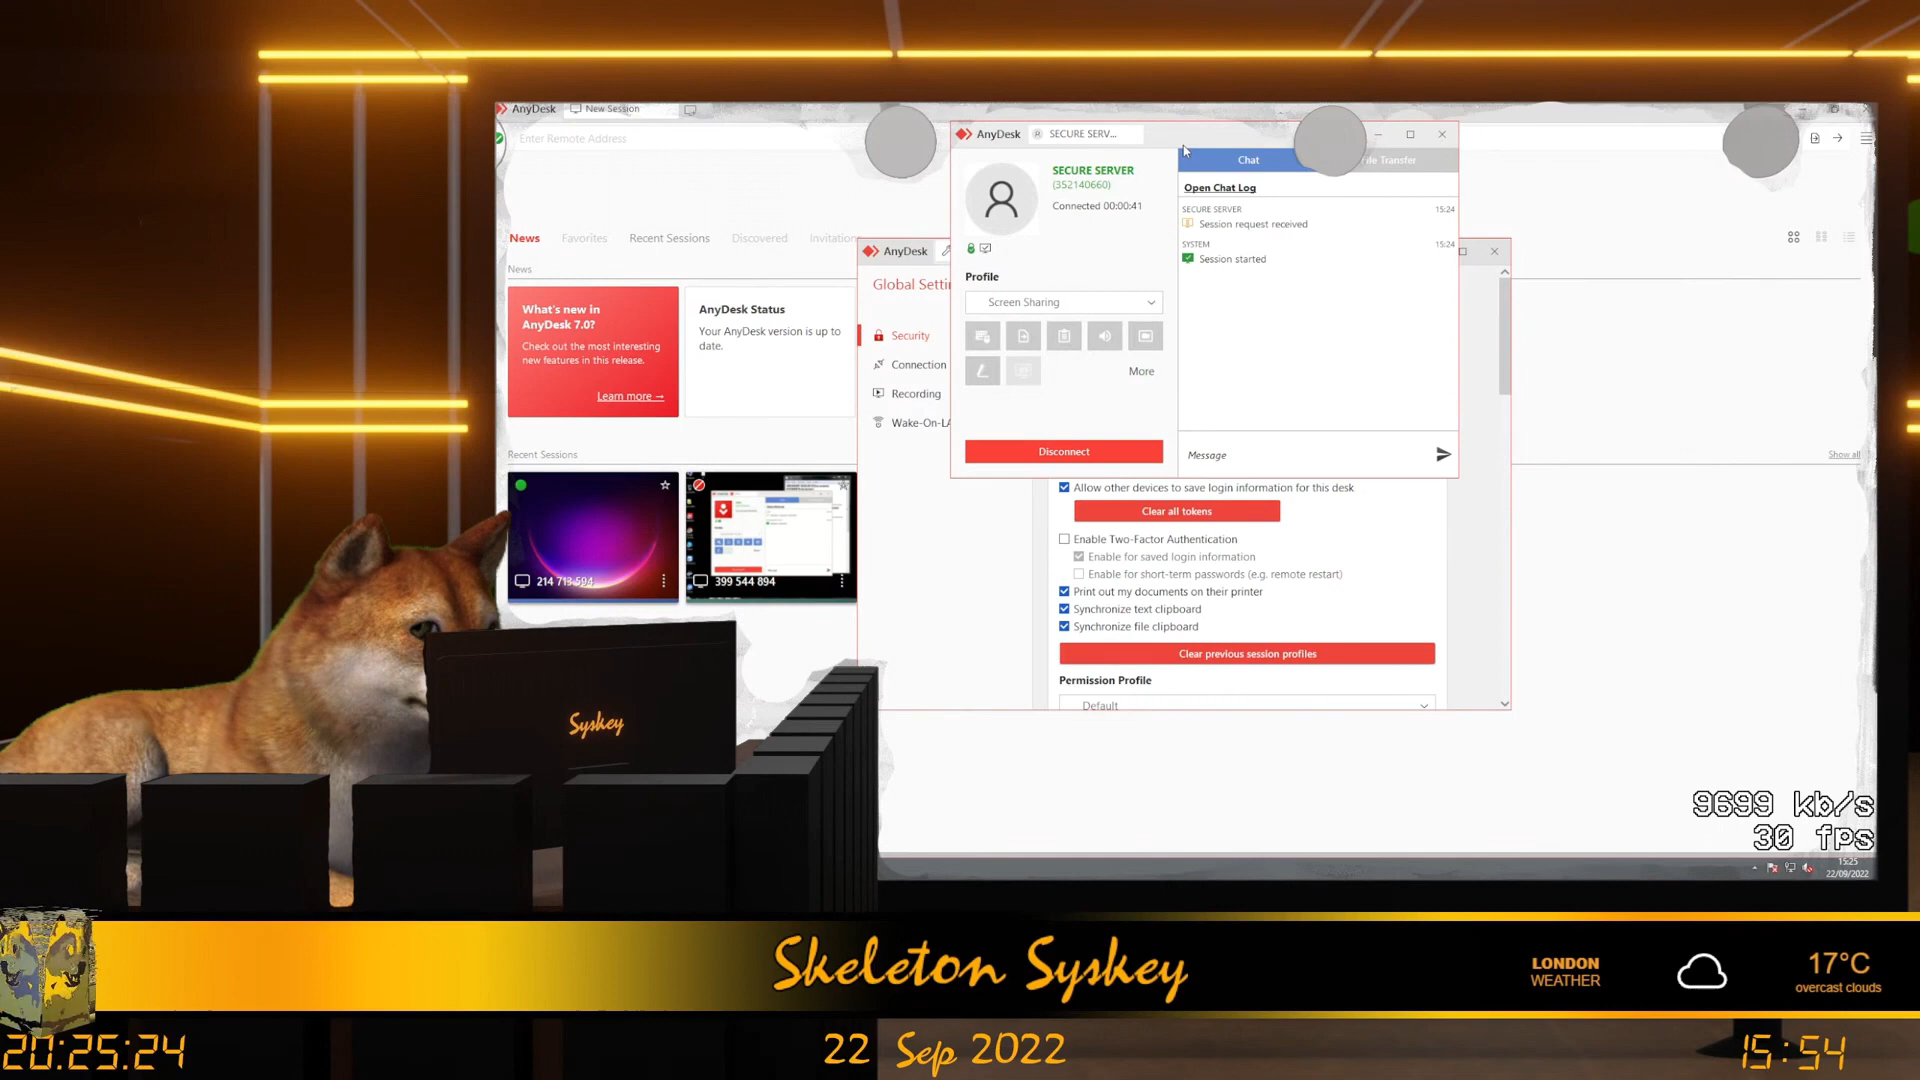 AnyDesk
New Session
Enter Remote Address
News
Favorites
Recent Sessions
Discovered
News
What's new in
AnyDesk 7.0?
Check out the most interesting
new features in this release.
Learn more →
AnyDesk Status
Your AnyDesk version is up to
date.
Recent Sessions
Show all
214 713 594
399 544 894
AnyDesk
Security
Connection
Recording
AnyDesk
SECURE SERV...
SECURE SERVER
(352140660)
Connected 00:00:41
Profile
Screen Sharing
More
Disconnect
Chat
Transfer
Open Chat Log
SECURE SERVER
15:24
Session request received
SYSTEM
15:24
Session started
Message
Allow other devices to save login information for this desk
Clear all tokens
Enable Two-Factor Authentication
Enable for saved login information
Enable for short-term passwords (e.g. remote restart)
Print out my documents on their printer
Synchronize text clipboard
Synchronize file clipboard
Clear previous session profiles
Permission Profile
Default
Syskey
9699 kb/s
30 fps
15:25
22/09/2022
Skeleton Syskey
LONDON
WEATHER
17°C
overcast clouds
20:25:24
22 Sep 2022
15:54